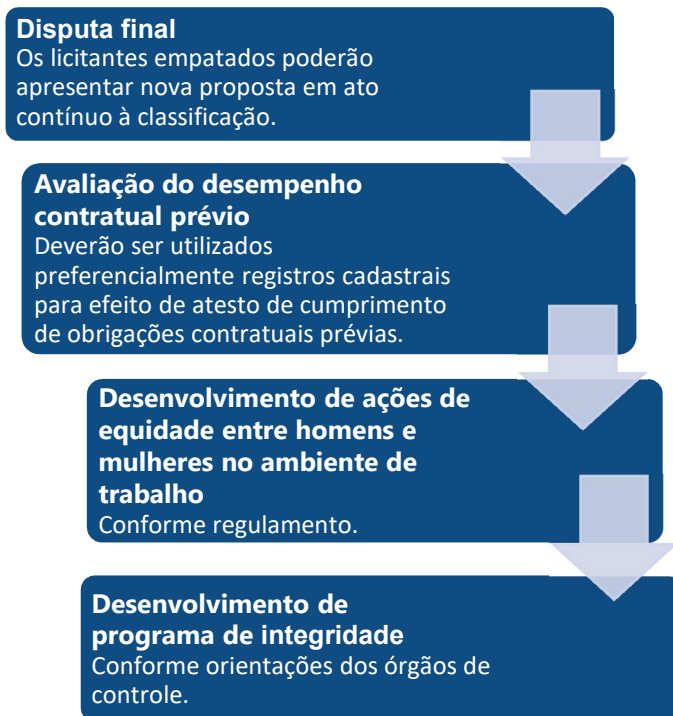 Disputa final
Os licitantes empatados poderão
apresentar nova proposta em ato
contínuo à classificação.
Avaliação do desempenho
contratual prévio
Deverão ser utilizados
preferencialmente registros cadastrais
para efeito de atesto de cumprimento
de obrigações contratuais prévias.
Desenvolvimento de ações de
equidade entre homens e
mulheres no ambiente de
trabalho
Conforme regulamento.
Desenvolvimento de
programa de integridade
Conforme orientações dos órgãos de
controle.